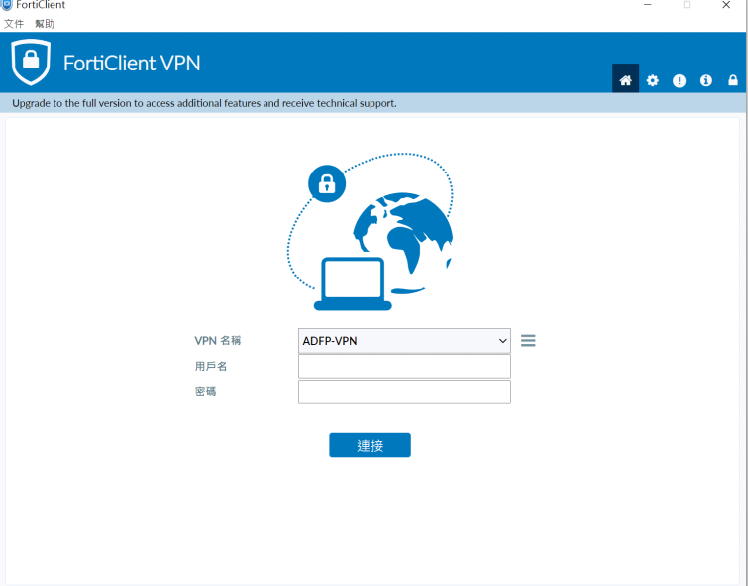 FortiClient
文件 幫助
FortiClient VPN
Upgrade to the full version to access additional features and receive technical support.
VPN 名稱 ADFP-VPN
用戶名
密碼
連接